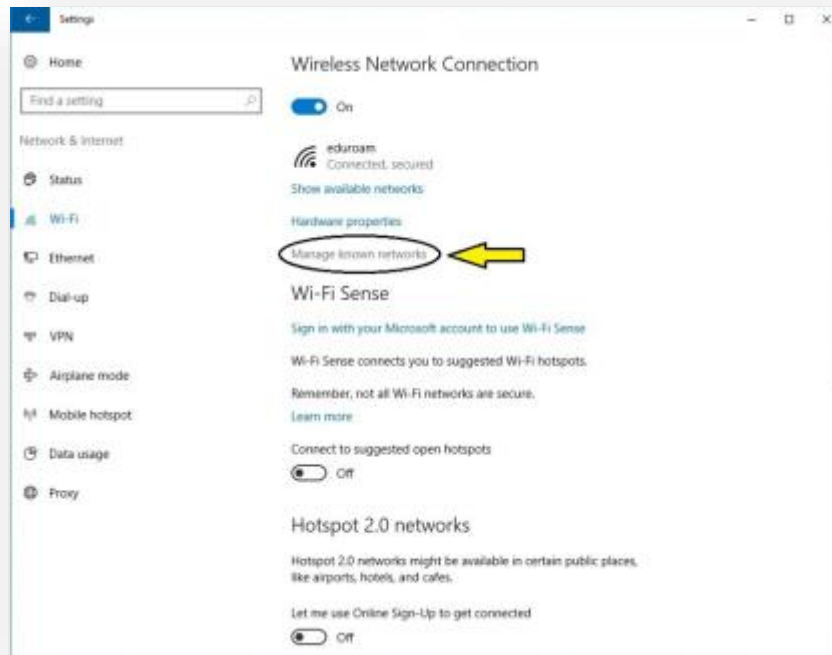 Settings
Home
Find a setting
Network & Internet
Status
Wi-Fi
Ethernet
Dial-up
VPN
Airplane mode
Mobile hotspot
Data usage
Proxy
Wireless Network Connection
On
eduroam
Connected, secured
Show available networks
Hardware properties
Manage known networks
Wi-Fi Sense
Sign in with your Microsoft account to use Wi-Fi Sense
Wi-Fi Sense connects you to suggested Wi-Fi hotspots.
Remember, not all Wi-Fi networks are secure.
Learn more
Connect to suggested open hotspots
Off
Hotspot 2.0 networks
Hotspot 2.0 networks might be available in certain public places,
like airports, hotels, and cafes.
Let me use Online Sign-Up to get connected
Off